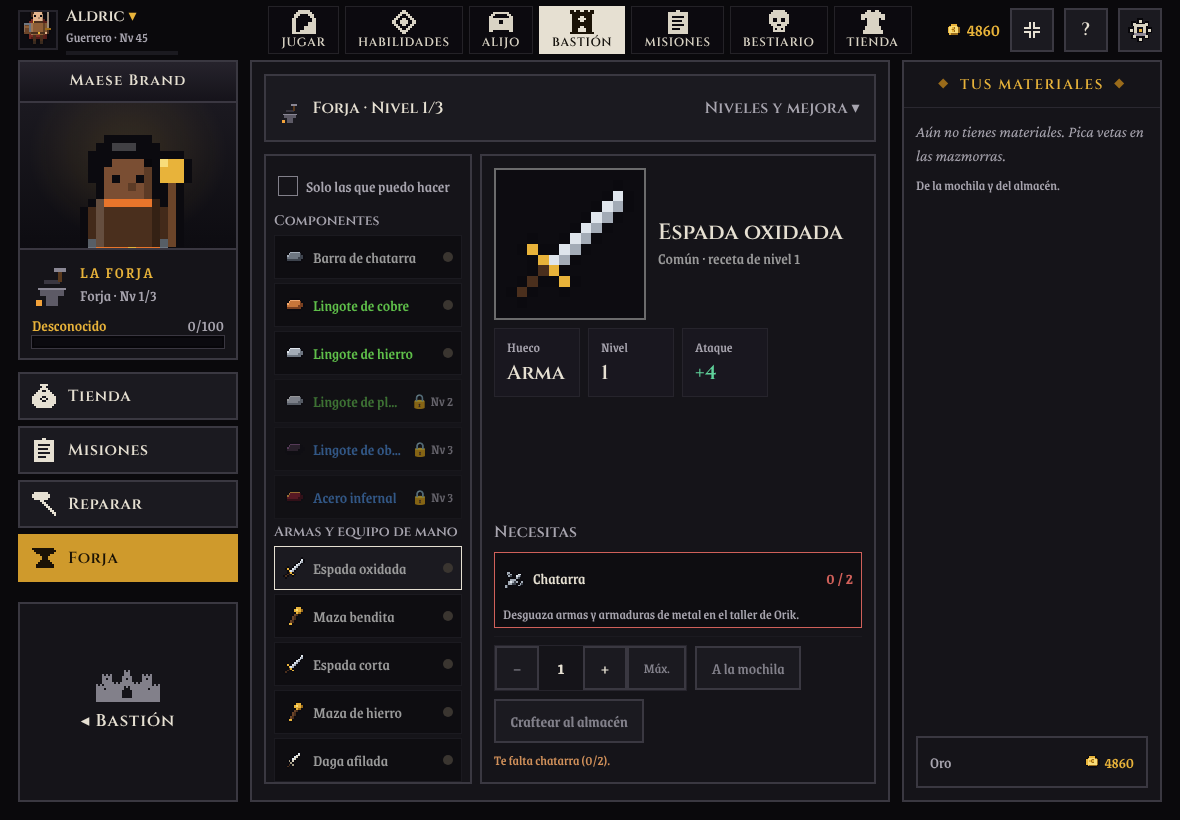 Aldric ▾
Guerrero · Nv 45
Jugar
Habilidades
Alijo
Bastión
Misiones
Bestiario
Tienda
4860
?
Maese Brand
LA FORJA
Forja · Nv 1/3
Desconocido 0/100
Tienda
Misiones
Reparar
Forja
◂ Bastión
Forja · Nivel 1/3
Niveles y mejora ▾
Solo las que puedo hacer
Componentes
Barra de chatarra
Lingote de cobre
Lingote de hierro
Lingote de pl... 🔒 Nv 2
Lingote de ob... 🔒 Nv 3
Acero infernal 🔒 Nv 3
Armas y equipo de mano
Espada oxidada
Maza bendita
Espada corta
Maza de hierro
Daga afilada
Espada oxidada
Común · receta de nivel 1
Hueco
Arma
Nivel
1
Ataque
+4
Necesitas
Chatarra 0 / 2
Desguaza armas y armaduras de metal en el taller de Orik.
− 1 + Máx.
A la mochila
Craftear al almacén
Te falta chatarra (0/2).
◆ TUS MATERIALES ◆
Aún no tienes materiales. Pica vetas en
las mazmorras.
De la mochila y del almacén.
Oro 4860